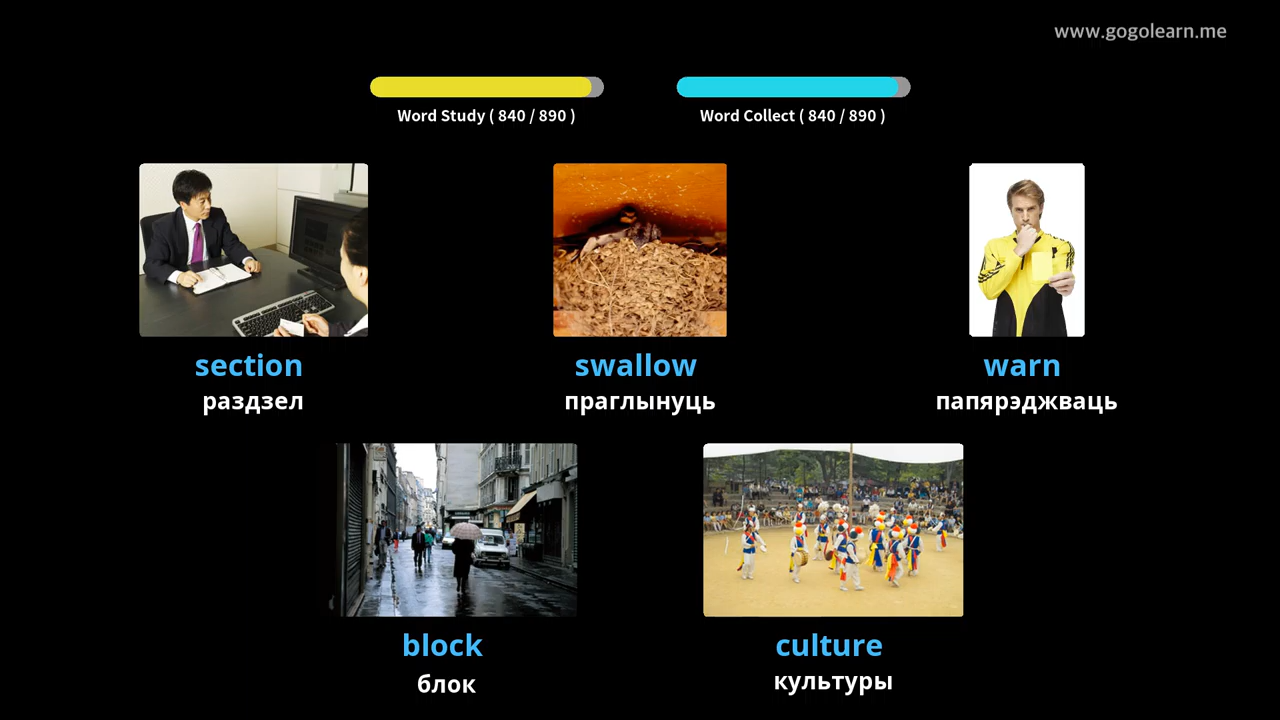 www.gogolearn.me
Word Study ( 840 / 890 )
Word Collect ( 840 / 890 )
section
раздзел
swallow
праглынуць
warn
папярэджваць
block
блок
culture
культуры